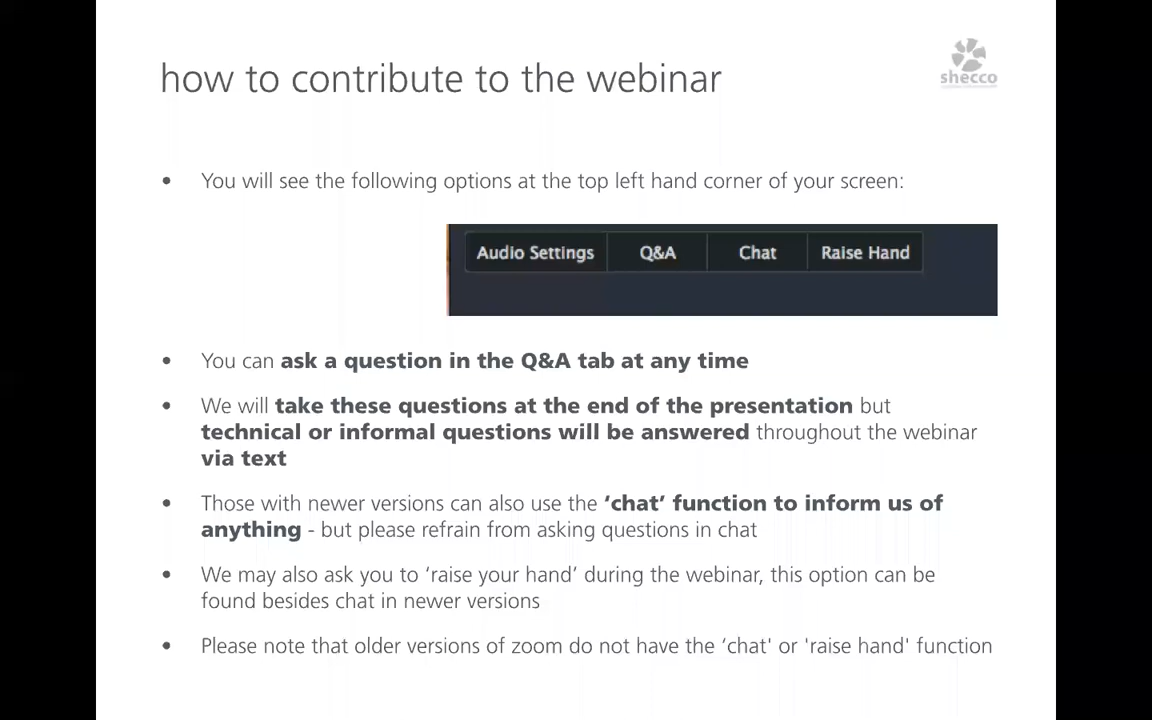 how to contribute to the webinar
shecco
• You will see the following options at the top left hand corner of your screen:
Audio Settings Q&A Chat Raise Hand
• You can ask a question in the Q&A tab at any time
• We will take these questions at the end of the presentation but
technical or informal questions will be answered throughout the webinar
via text
• Those with newer versions can also use the ‘chat’ function to inform us of
anything - but please refrain from asking questions in chat
• We may also ask you to ‘raise your hand’ during the webinar, this option can be
found besides chat in newer versions
• Please note that older versions of zoom do not have the ‘chat' or 'raise hand' function